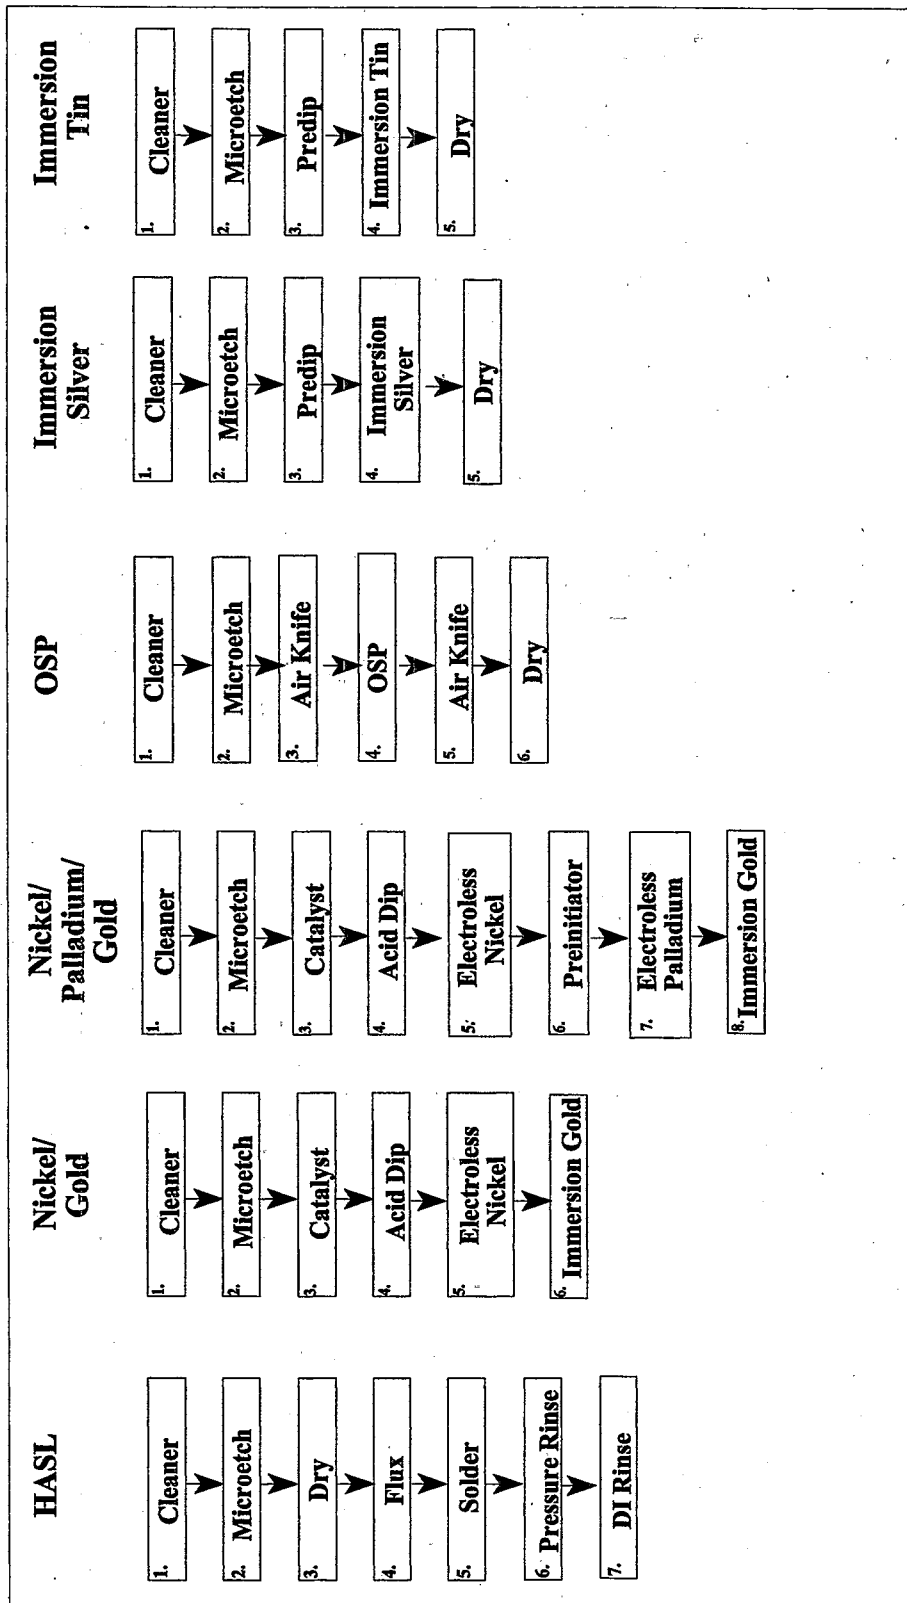 HASL
1. Cleaner
2. Microetch
3. Dry
4. Flux
5. Solder
6. Pressure Rinse
7. DI Rinse
Nickel/
Gold
1. Cleaner
2. Microetch
3. Catalyst
4. Acid Dip
5. Electroless
Nickel
6. Immersion Gold
Nickel/
Palladium/
Gold
1. Cleaner
2. Microetch
3. Catalyst
4. Acid Dip
5. Electroless
Nickel
6. Preinitiator
7. Electroless
Palladium
8. Immersion Gold
OSP
1. Cleaner
2. Microetch
3. Air Knife
4. OSP
5. Air Knife
6. Dry
Immersion
Silver
1. Cleaner
2. Microetch
3. Predip
4. Immersion
Silver
5. Dry
Immersion
Tin
1. Cleaner
2. Microetch
3. Predip
4. Immersion Tin
5. Dry